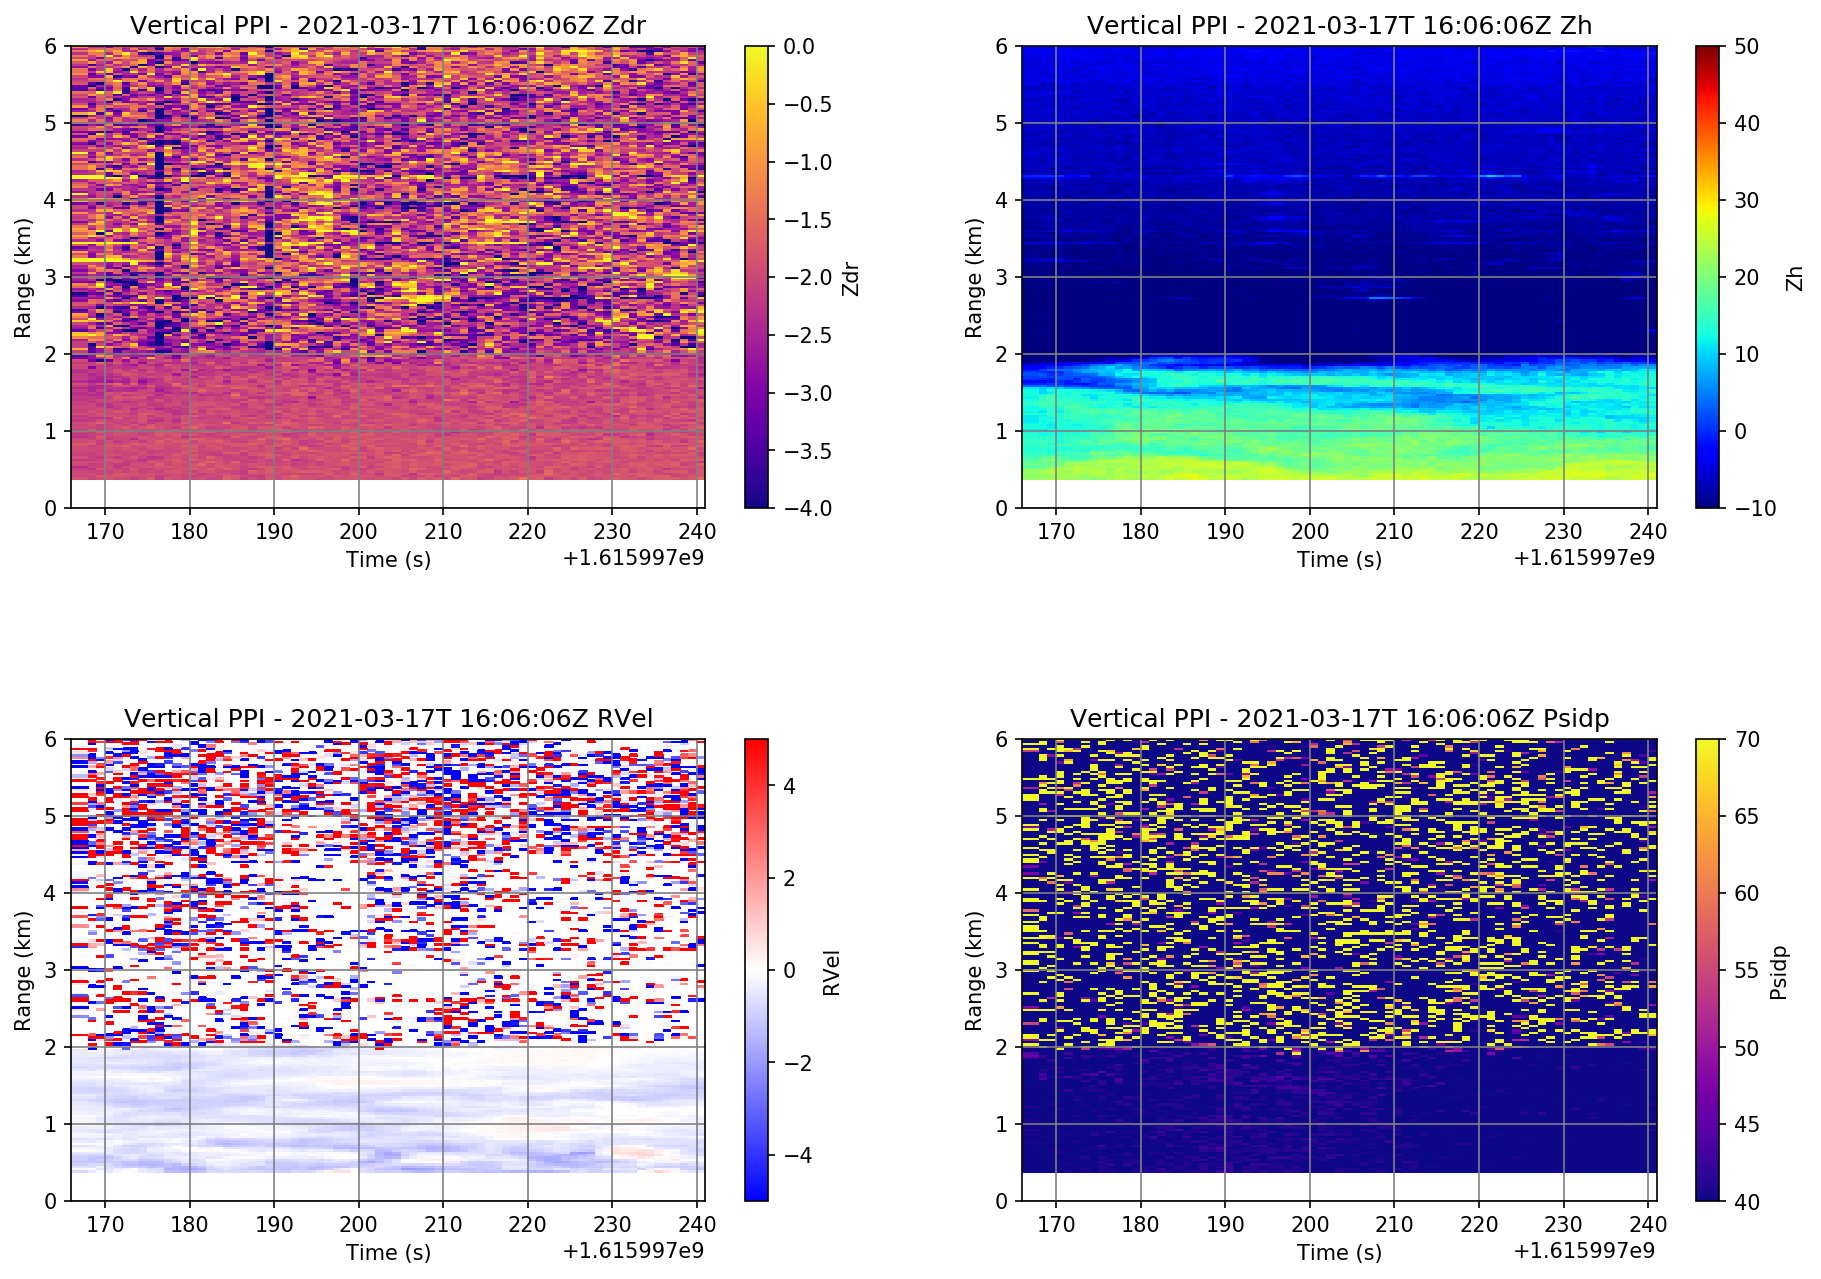 Vertical PPI - 2021-03-17T 16:06:06Z Zdr
6
5
4
3
2
1
0
Range (km)
170 180 190 200 210 220 230 240
Time (s)
+1.615997e9
0.0
−0.5
−1.0
−1.5
−2.0
−2.5
−3.0
−3.5
−4.0
Zdr
Vertical PPI - 2021-03-17T 16:06:06Z Zh
6
5
4
3
2
1
0
Range (km)
170 180 190 200 210 220 230 240
Time (s)
+1.615997e9
50
40
30
20
10
0
−10
Zh
Vertical PPI - 2021-03-17T 16:06:06Z RVel
6
5
4
3
2
1
0
Range (km)
170 180 190 200 210 220 230 240
Time (s)
+1.615997e9
4
2
0
−2
−4
RVel
Vertical PPI - 2021-03-17T 16:06:06Z Psidp
6
5
4
3
2
1
0
Range (km)
170 180 190 200 210 220 230 240
Time (s)
+1.615997e9
70
65
60
55
50
45
40
Psidp